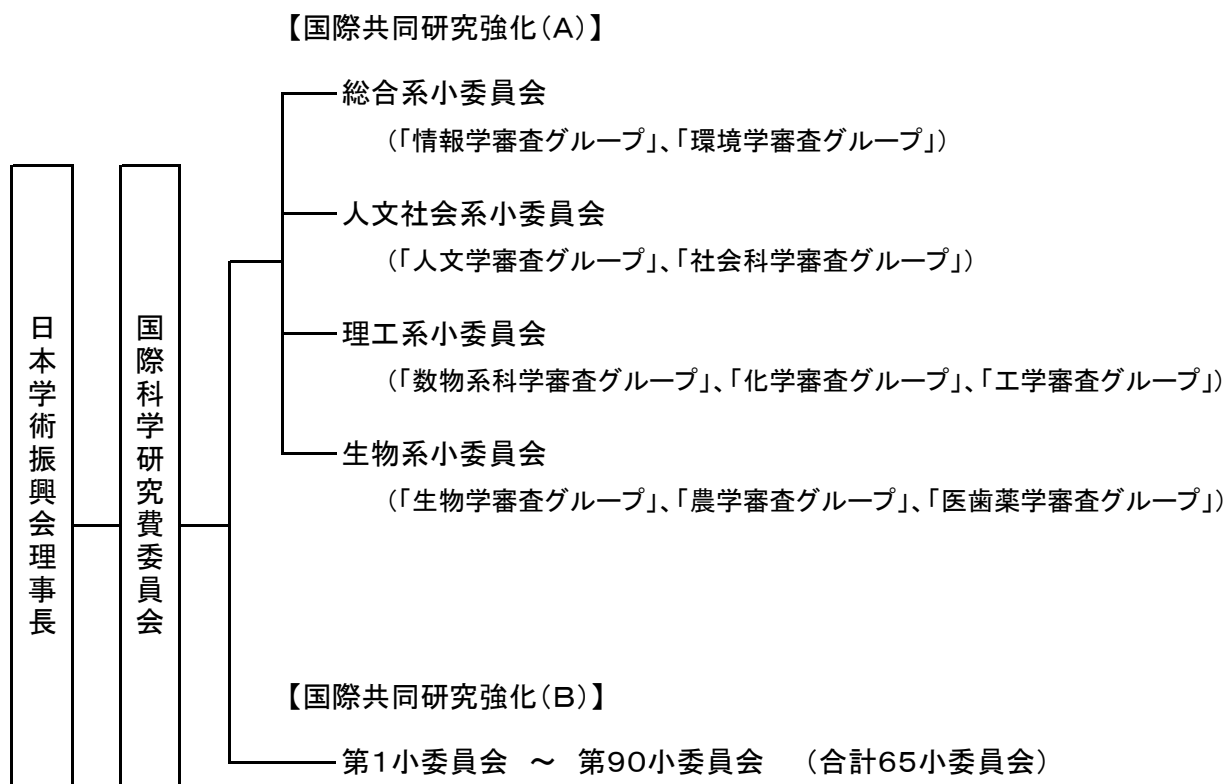 【国際共同研究強化(A)】
総合系小委員会
(「情報学審査グループ」、「環境学審査グループ」)
人文社会系小委員会
(「人文学審査グループ」、「社会科学審査グループ」)
理工系小委員会
(「数物系科学審査グループ」、「化学審査グループ」、「工学審査グループ」)
生物系小委員会
(「生物学審査グループ」、「農学審査グループ」、「医歯薬学審査グループ」)
日本学術振興会理事長
国際科学研究費委員会
【国際共同研究強化(B)】
第1小委員会 ～ 第90小委員会 (合計65小委員会)